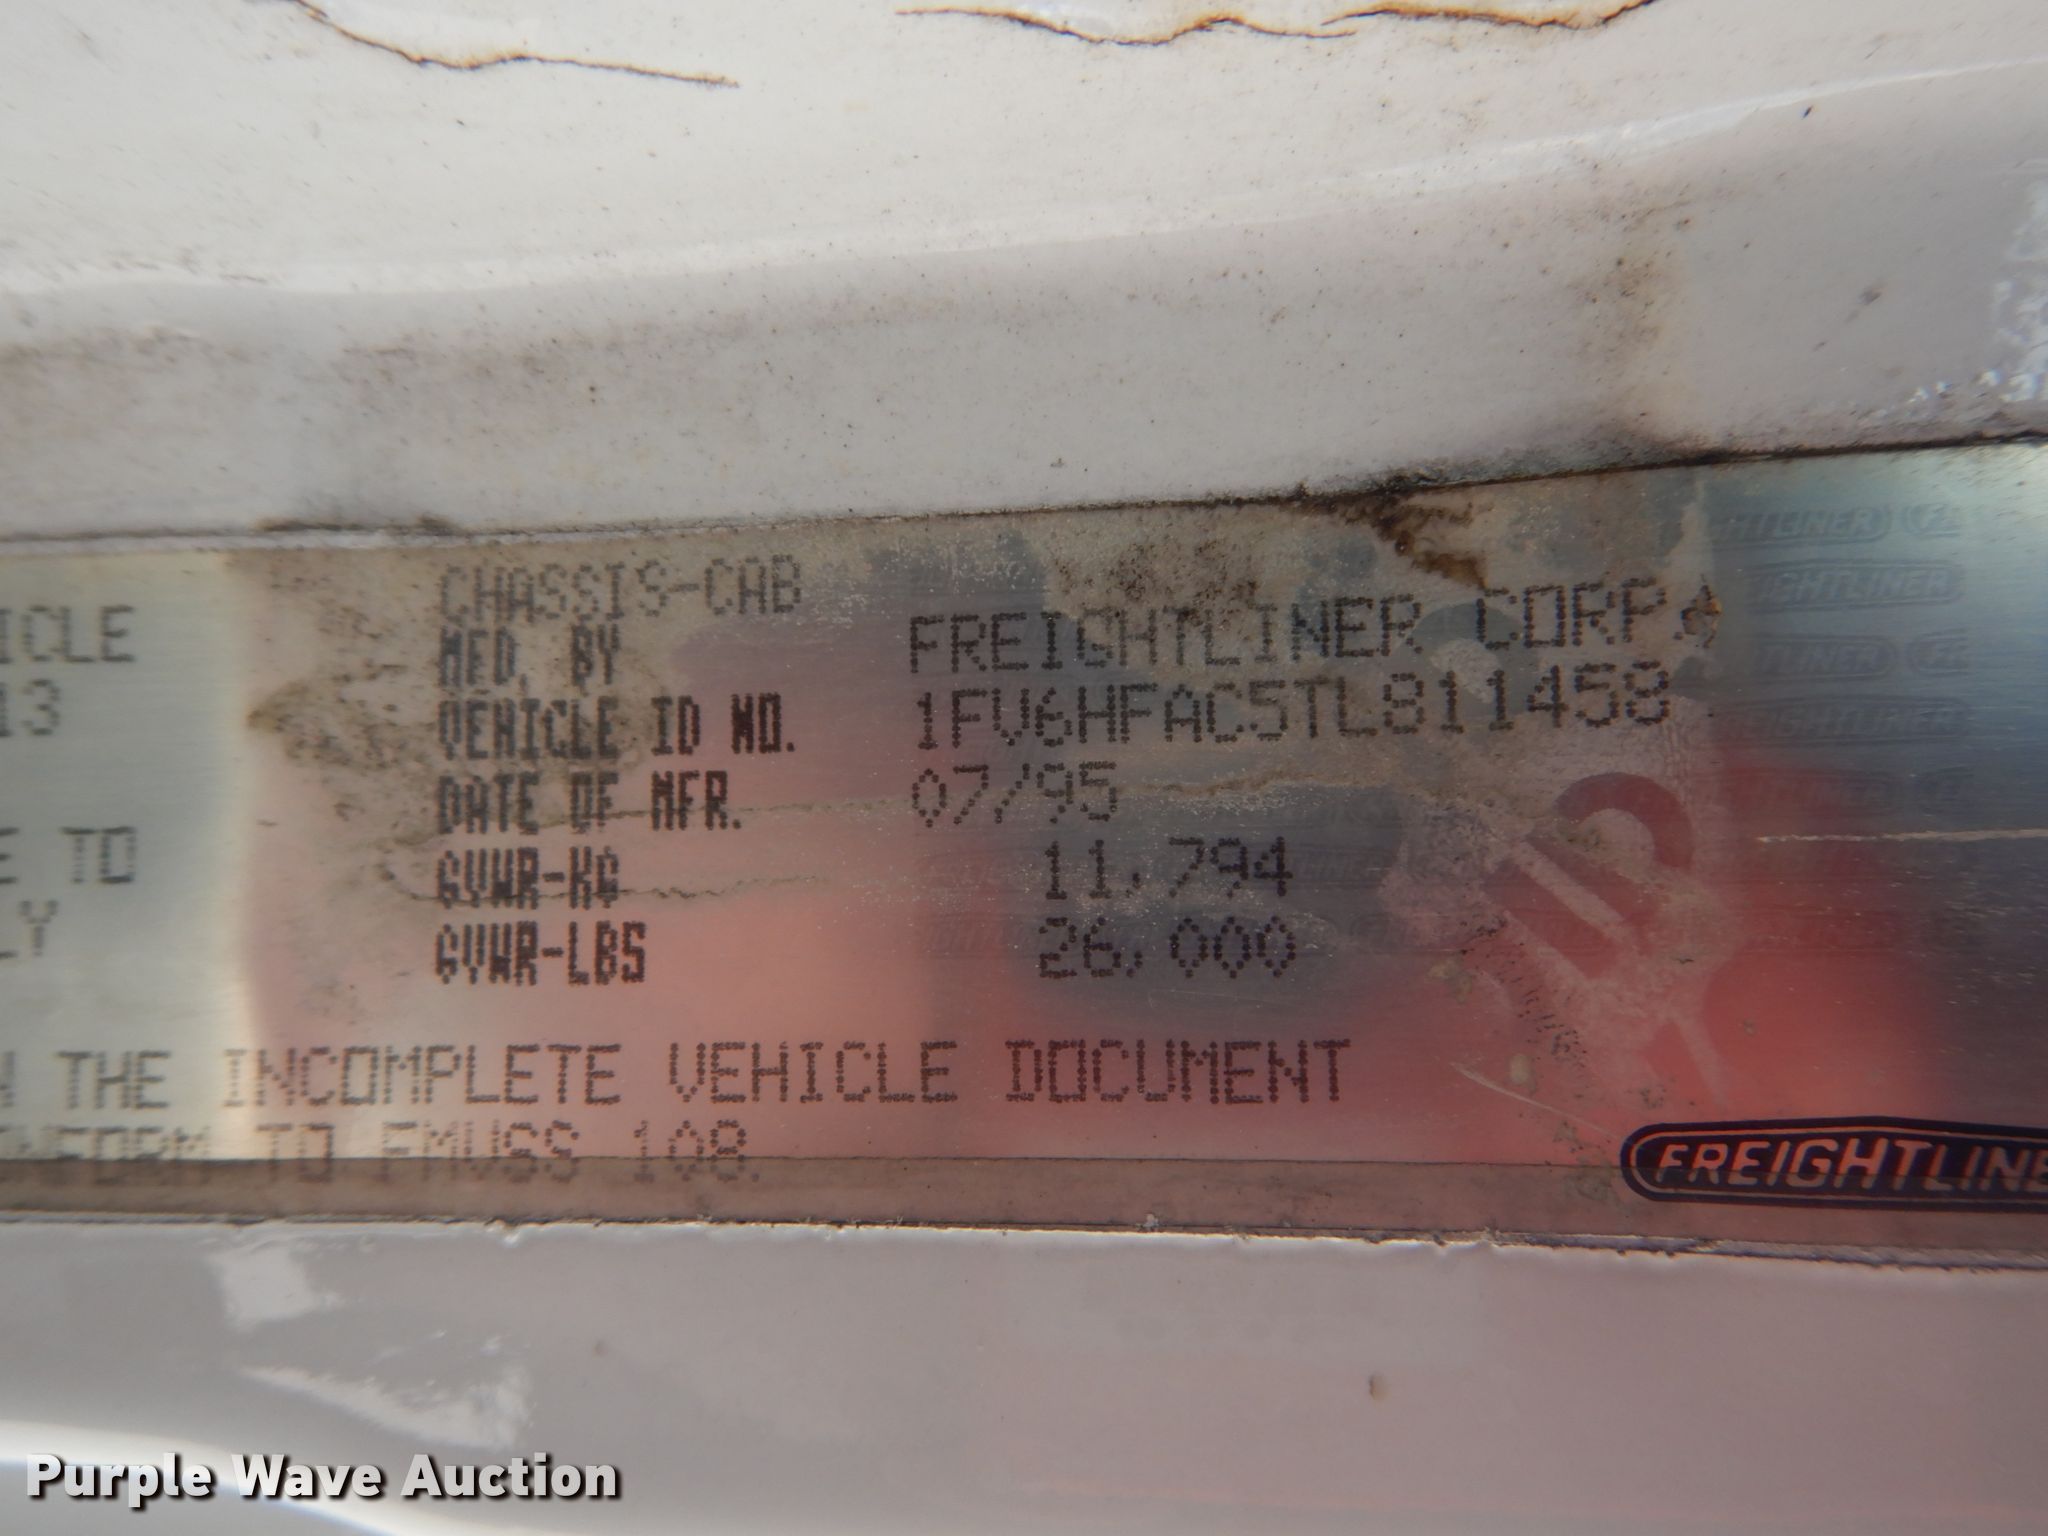 CHASSIS-CAB
ICLE MFD. BY FREIGHTLINER CORP.
13 VEHICLE ID NO. 1FV6HFAC5TL811458
DATE OF MFR. 07/95
E TO GVWR-KG 11,794
LY GVWR-LBS 26,000
N THE INCOMPLETE VEHICLE DOCUMENT
ONFORM TO FMVSS 108.
FREIGHTLINE
Purple Wave Auction